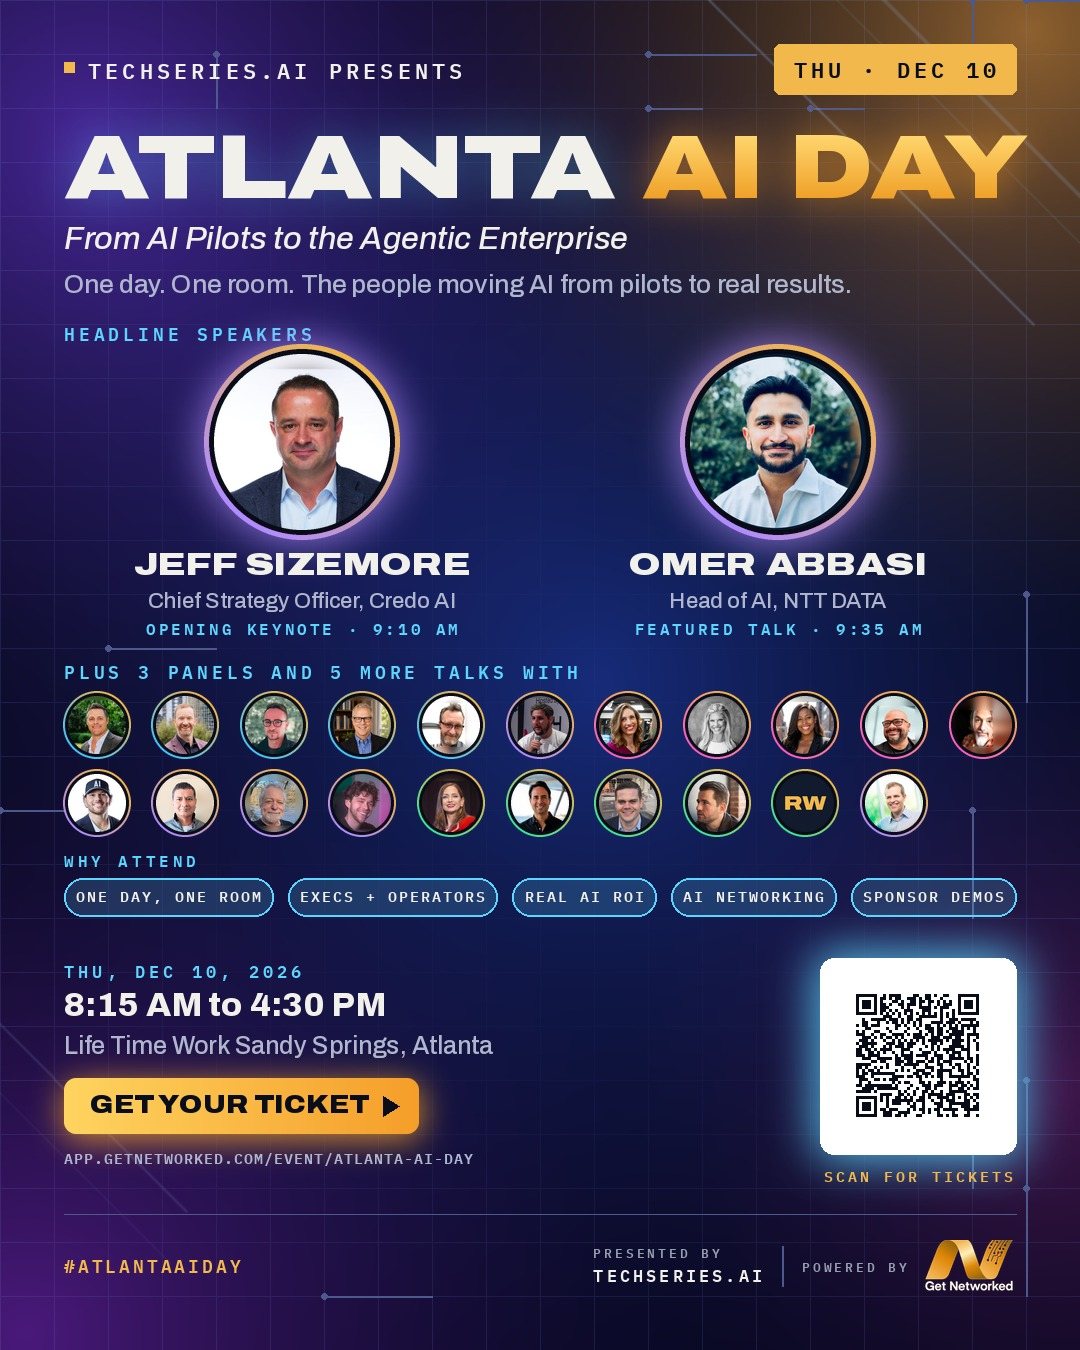 TECHSERIES.AI PRESENTS
THU · DEC 10
ATLANTA AI DAY
From AI Pilots to the Agentic Enterprise
One day. One room. The people moving AI from pilots to real results.
HEADLINE SPEAKERS
JEFF SIZEMORE
Chief Strategy Officer, Credo AI
OPENING KEYNOTE · 9:10 AM
OMER ABBASI
Head of AI, NTT DATA
FEATURED TALK · 9:35 AM
PLUS 3 PANELS AND 5 MORE TALKS WITH
AI
RW
WHY ATTEND
ONE DAY, ONE ROOM
EXECS + OPERATORS
REAL AI ROI
AI NETWORKING
SPONSOR DEMOS
THU, DEC 10, 2026
8:15 AM to 4:30 PM
Life Time Work Sandy Springs, Atlanta
GET YOUR TICKET
APP.GETNETWORKED.COM/EVENT/ATLANTA-AI-DAY
SCAN FOR TICKETS
#ATLANTAAIDAY
PRESENTED BY
TECHSERIES.AI
POWERED BY
Get Networked